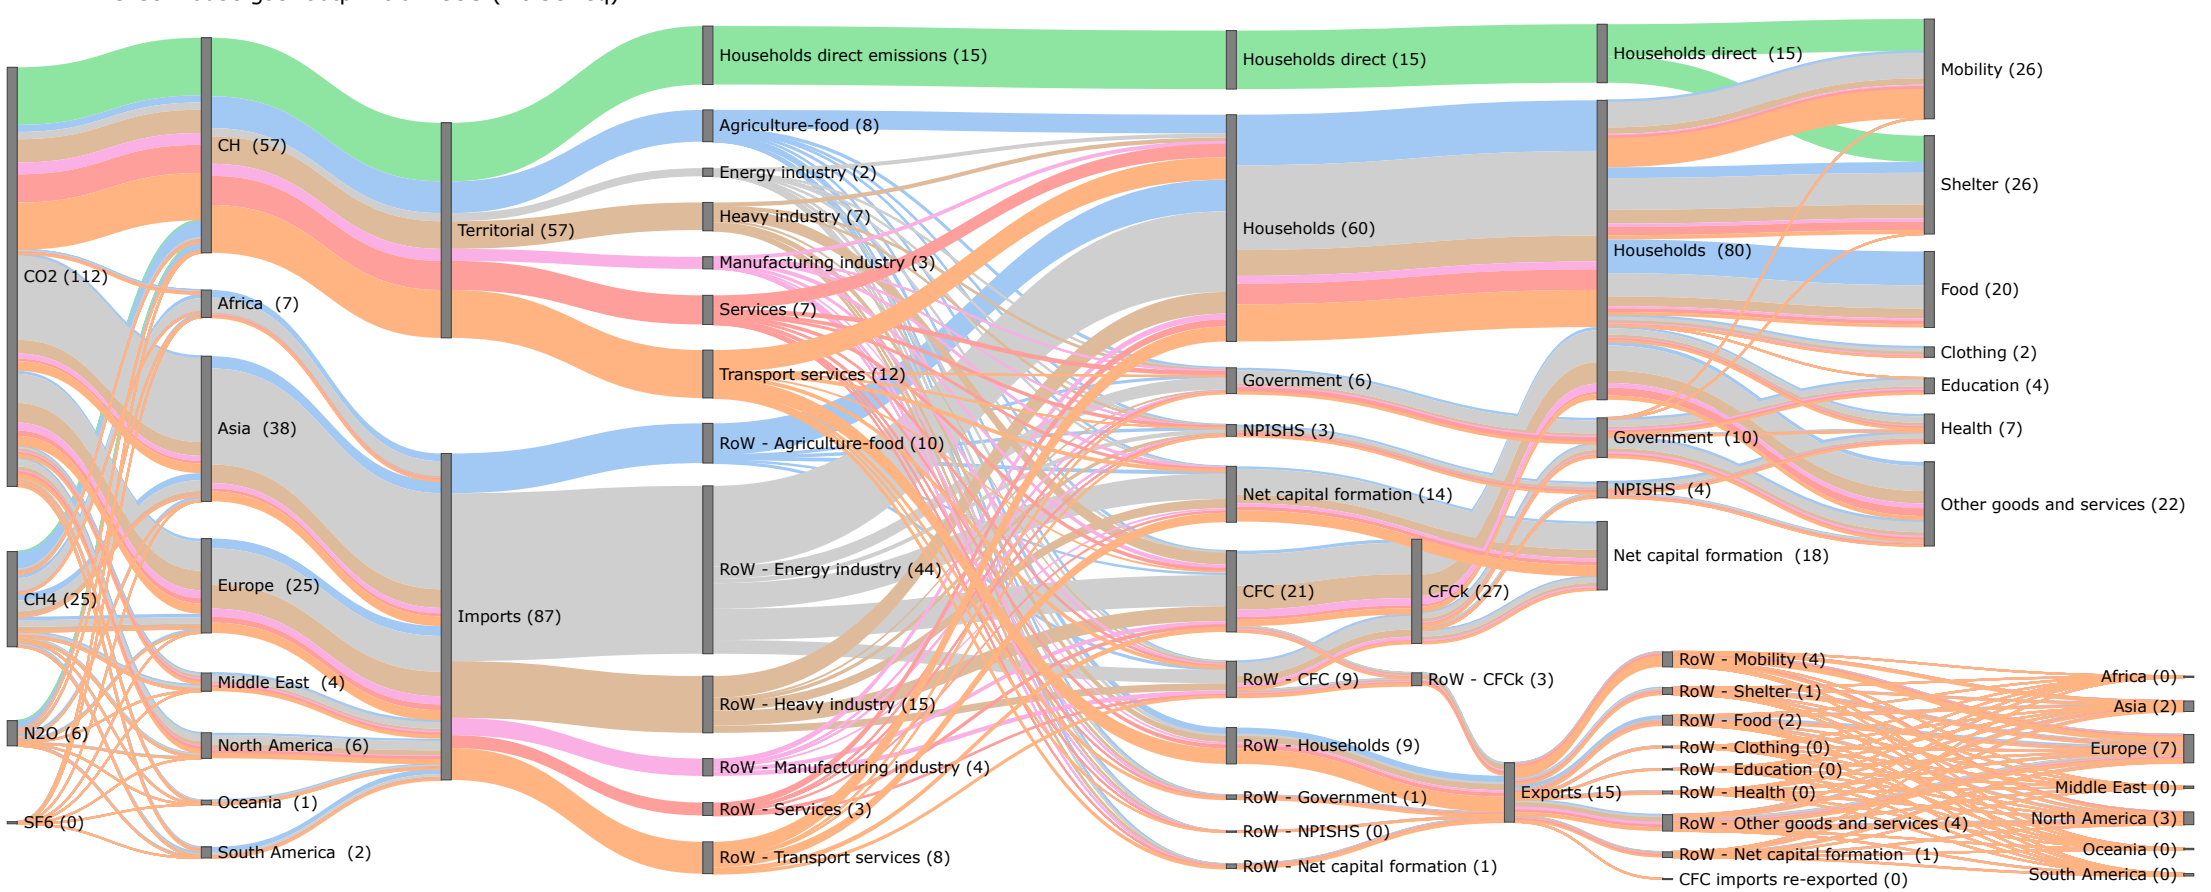 CO2 (112)
CH4 (25)
N2O (6)
SF6 (0)
CH (57)
Africa (7)
Asia (38)
Europe (25)
Middle East (4)
North America (6)
Oceania (1)
South America (2)
Territorial (57)
Imports (87)
Households direct emissions (15)
Agriculture-food (8)
Energy industry (2)
Heavy industry (7)
Manufacturing industry (3)
Services (7)
Transport services (12)
RoW - Agriculture-food (10)
RoW - Energy industry (44)
RoW - Heavy industry (15)
RoW - Manufacturing industry (4)
RoW - Services (3)
RoW - Transport services (8)
Households direct (15)
Households (60)
Government (6)
NPISHS (3)
Net capital formation (14)
CFC (21)
RoW - CFC (9)
RoW - Households (9)
RoW - Government (1)
RoW - NPISHS (0)
RoW - Net capital formation (1)
CFCk (27)
RoW - CFCk (3)
Exports (15)
Households direct (15)
Households (80)
Government (10)
NPISHS (4)
Net capital formation (18)
RoW - Mobility (4)
RoW - Shelter (1)
RoW - Food (2)
RoW - Clothing (0)
RoW - Education (0)
RoW - Health (0)
RoW - Other goods and services (4)
RoW - Net capital formation (1)
CFC imports re-exported (0)
Mobility (26)
Shelter (26)
Food (20)
Clothing (2)
Education (4)
Health (7)
Other goods and services (22)
Africa (0)
Asia (2)
Europe (7)
Middle East (0)
North America (3)
Oceania (0)
South America (0)